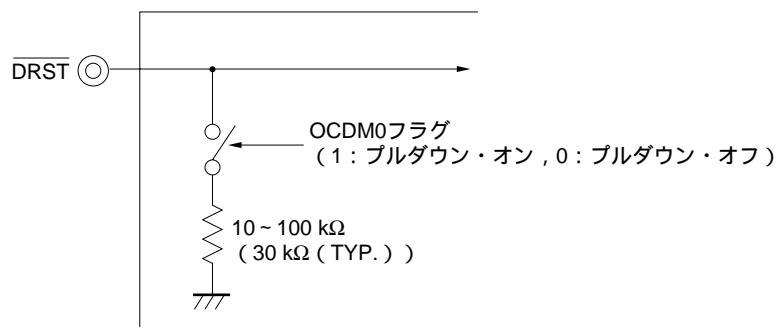 DRST
OCDM0フラグ
（1：プルダウン・オン，0：プルダウン・オフ）
10～100 kΩ
（30 kΩ（TYP.））